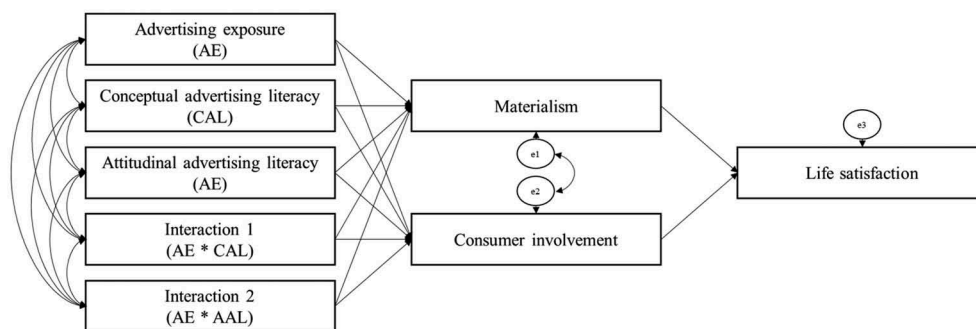 Advertising exposure
(AE)
Conceptual advertising literacy
(CAL)
Attitudinal advertising literacy
(AE)
Interaction 1
(AE * CAL)
Interaction 2
(AE * AAL)
Materialism
e1
e2
Consumer involvement
e3
Life satisfaction